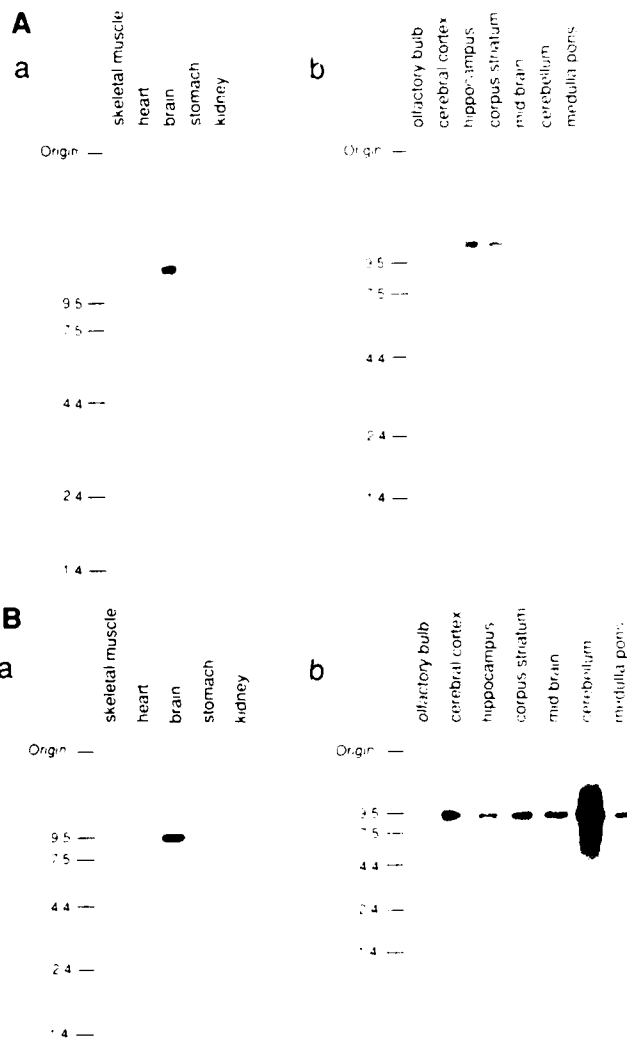 A
a
skeletal muscle
heart
brain
stomach
kidney
Origin
9.5
7.5
4.4
2.4
1.4
b
olfactory bulb
cerebral cortex
hippocampus
corpus striatum
mid brain
cerebellum
medulla pons
Origin
9.5
7.5
4.4
2.4
1.4
B
a
skeletal muscle
heart
brain
stomach
kidney
Origin
9.5
7.5
4.4
2.4
1.4
b
olfactory bulb
cerebral cortex
hippocampus
corpus striatum
mid brain
cerebellum
medulla pons
Origin
9.5
7.5
4.4
2.4
1.4